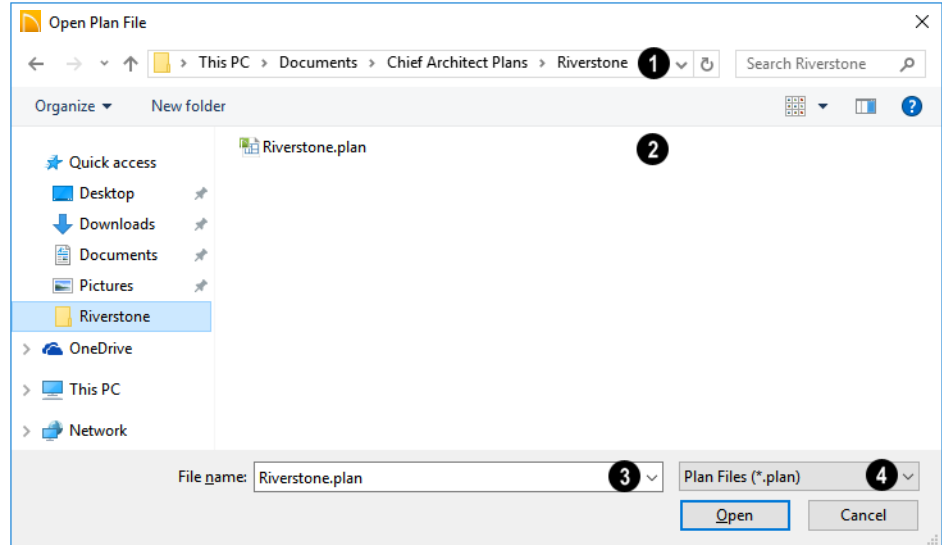 Open Plan File
This PC > Documents > Chief Architect Plans > Riverstone 1 Search Riverstone
Organize New folder
Riverstone.plan 2
Quick access
Desktop
Downloads
Documents
Pictures
Riverstone
> OneDrive
> This PC
> Network
File name: Riverstone.plan 3 Plan Files (*.plan) 4
Open Cancel